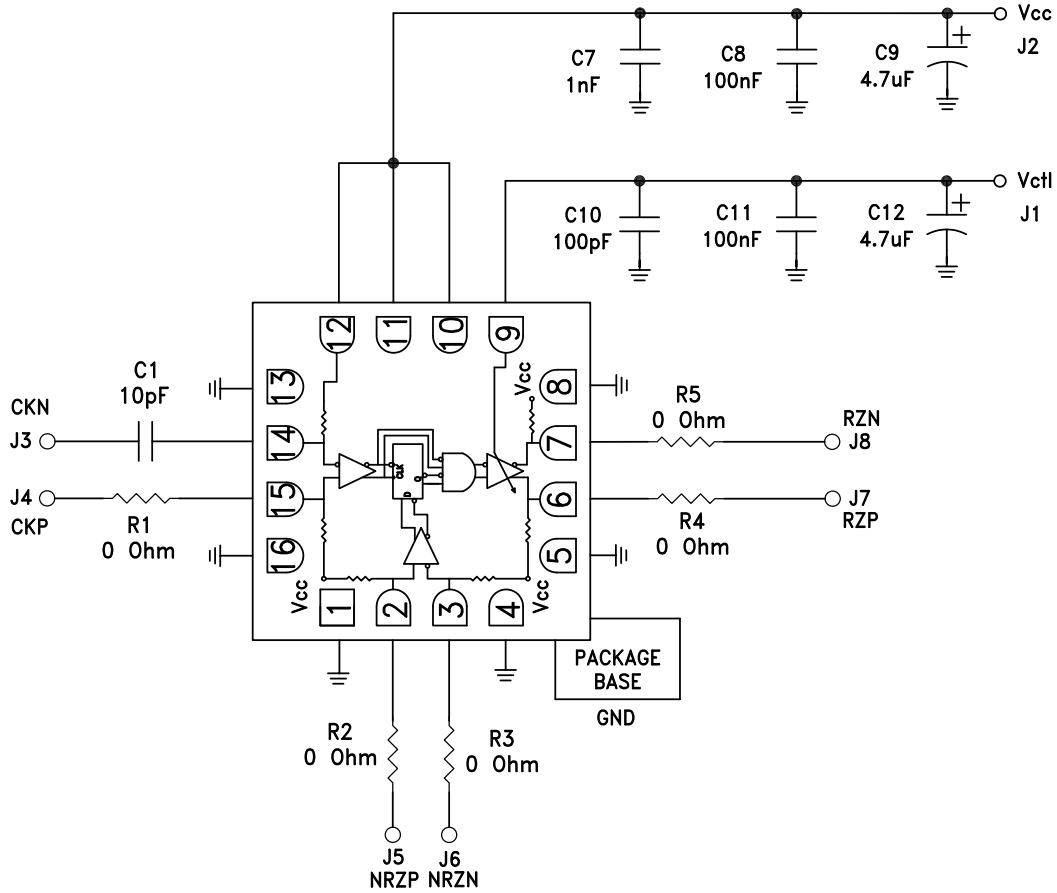 Vcc
J2
C7
1nF
C8
100nF
C9
4.7uF
+
Vctl
J1
C10
100pF
C11
100nF
C12
4.7uF
+
12
11
10
9
13
14
15
16
8
7
6
5
1
2
3
4
Vcc
Vcc
Vcc
CLK
Q
D
C1
10pF
CKN
J3
J4
CKP
R1
0 Ohm
R5
0 Ohm
RZN
J8
R4
0 Ohm
J7
RZP
PACKAGE
BASE
GND
R2
0 Ohm
R3
0 Ohm
J5
NRZP
J6
NRZN